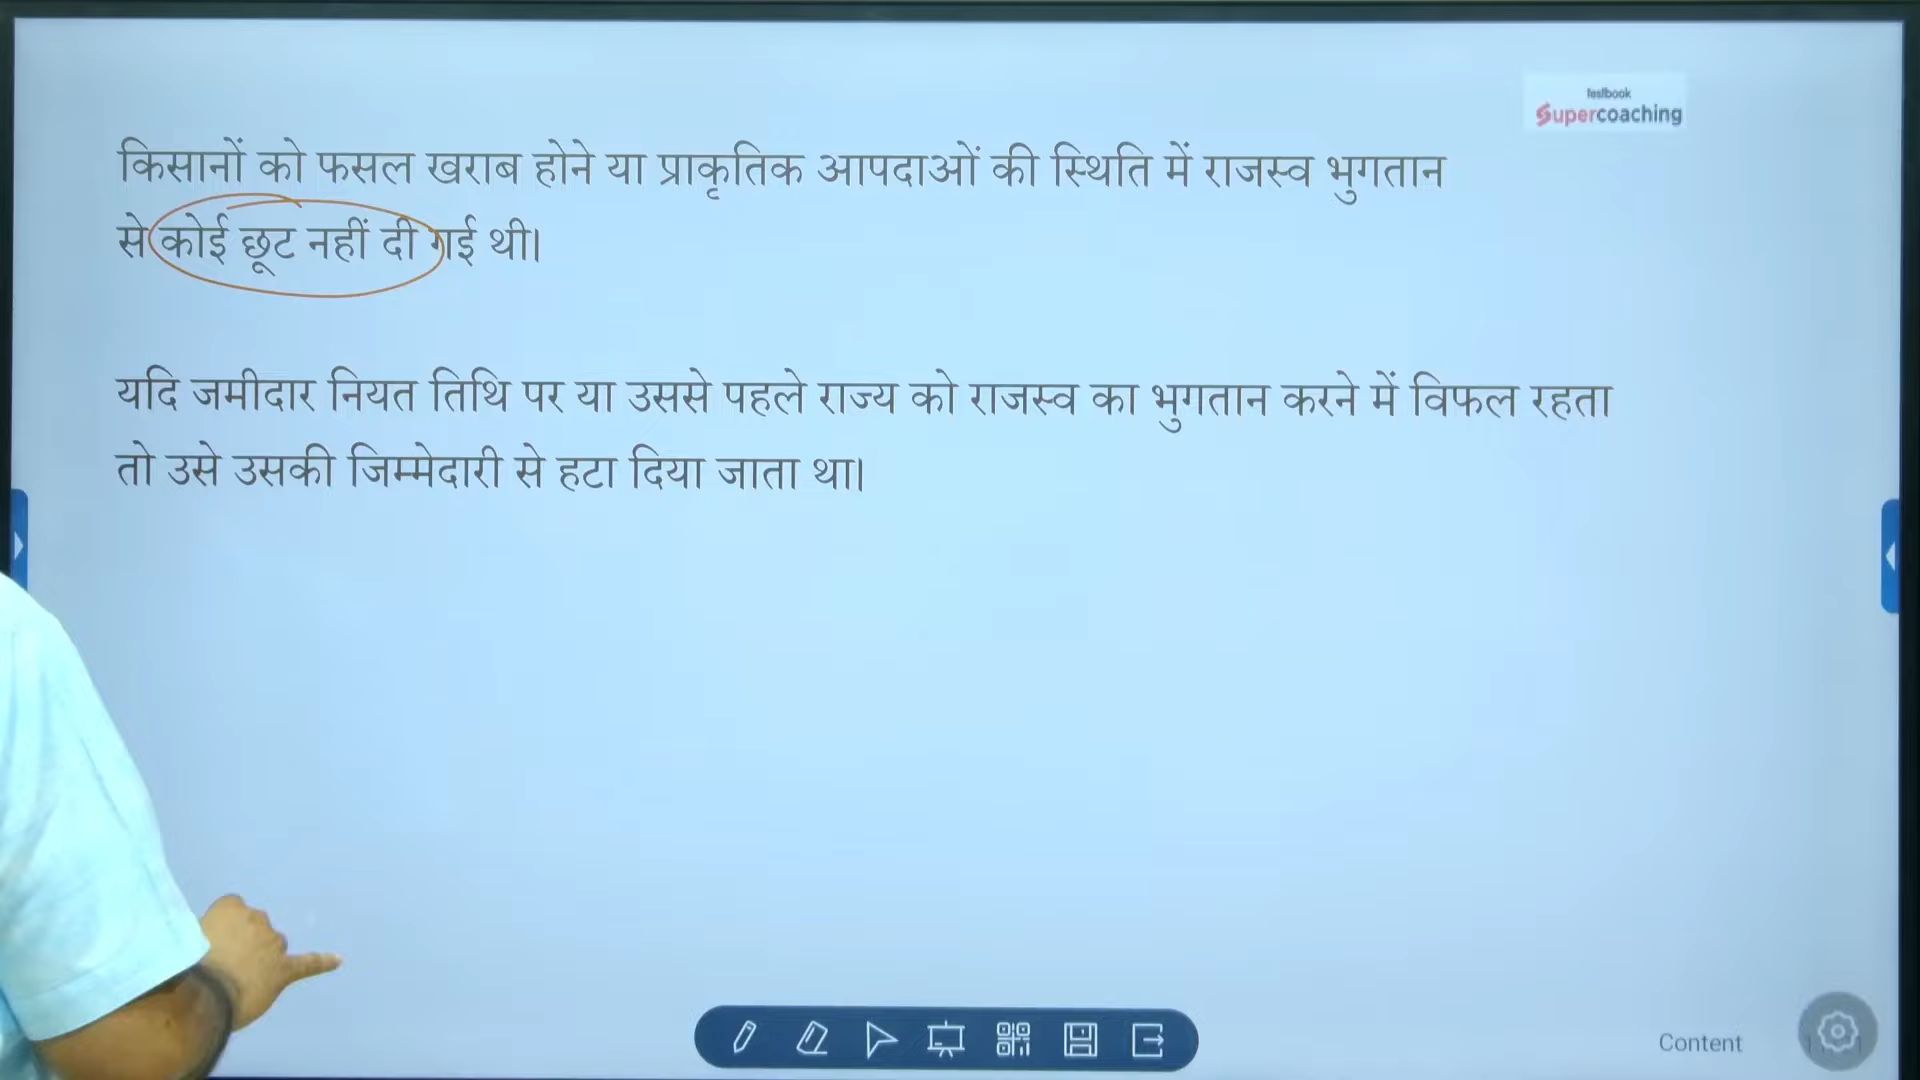 testbook
Supercoaching
किसानों को फसल खराब होने या प्राकृतिक आपदाओं की स्थिति में राजस्व भुगतान
से कोई छूट नहीं दी गई थी।
यदि जमीदार नियत तिथि पर या उससे पहले राज्य को राजस्व का भुगतान करने में विफल रहता
तो उसे उसकी जिम्मेदारी से हटा दिया जाता था।
Content